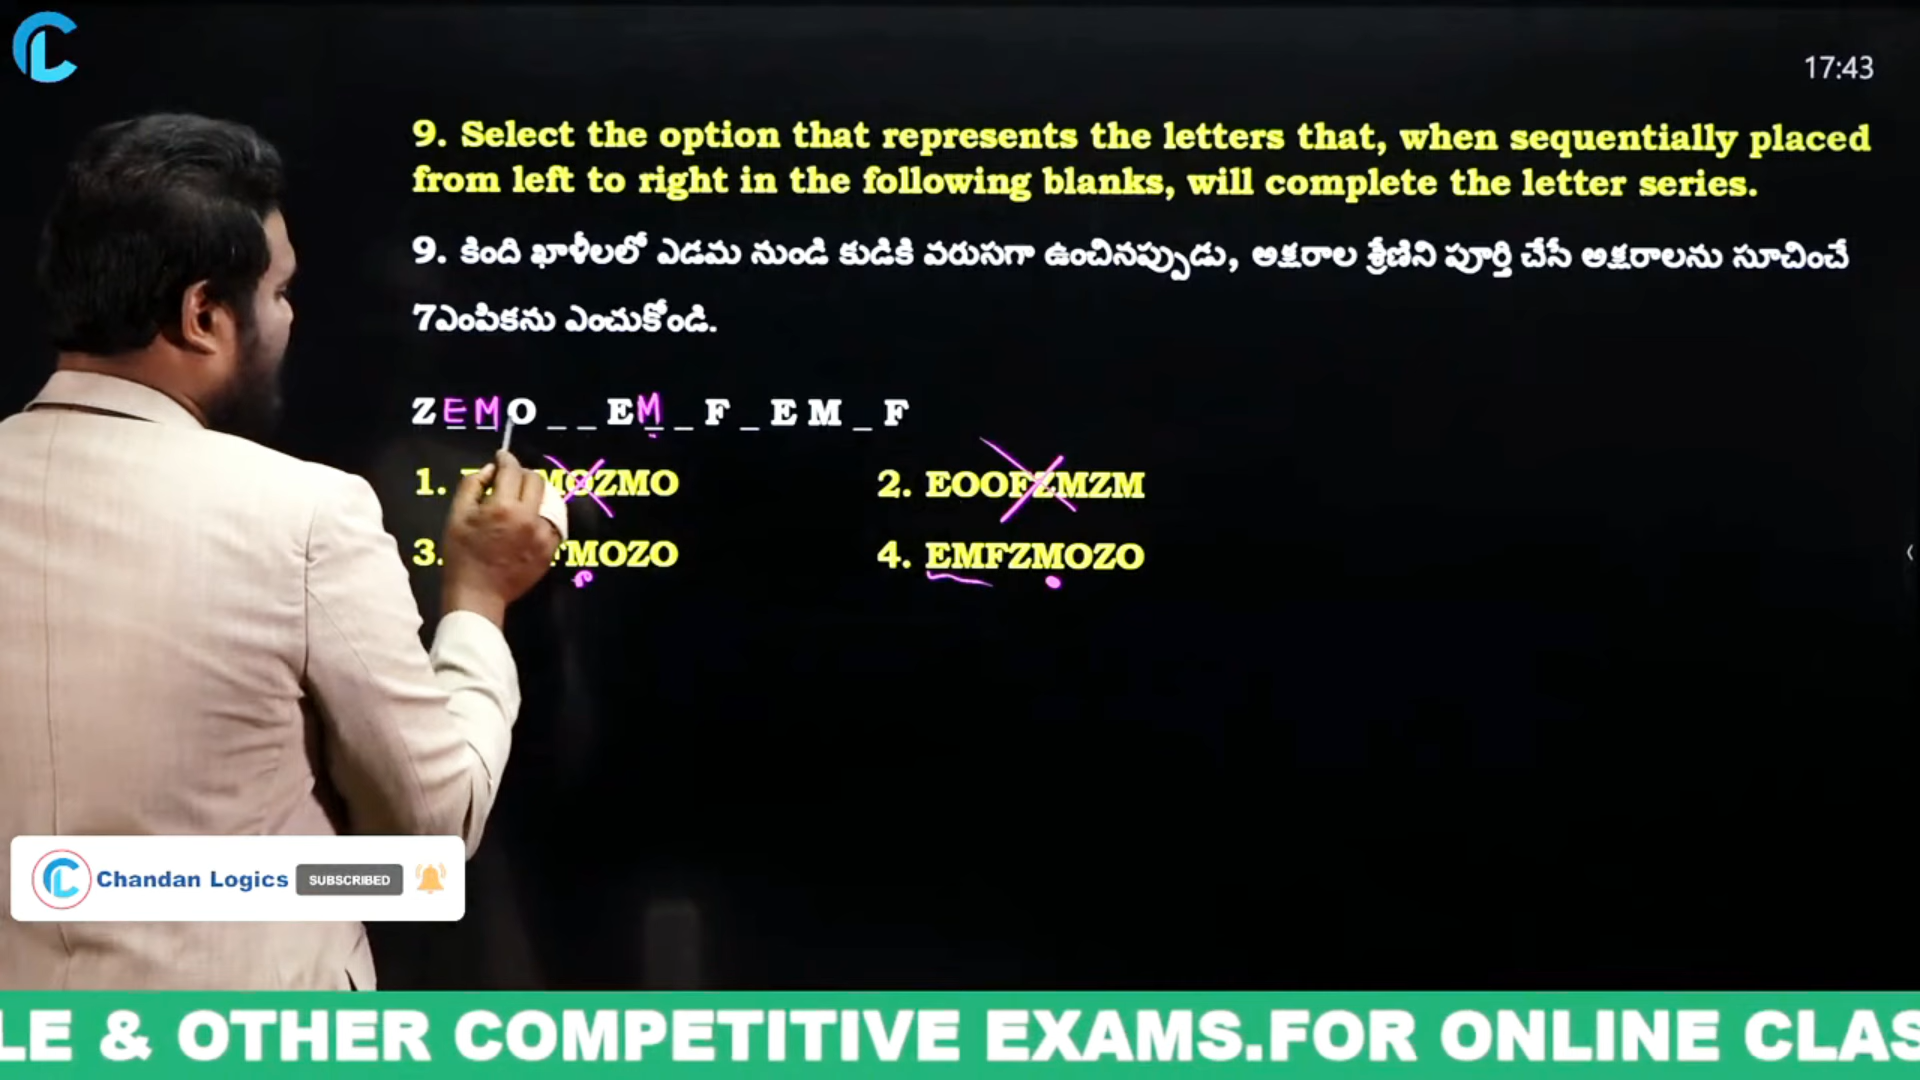 17:43
9. Select the option that represents the letters that, when sequentially placed
from left to right in the following blanks, will complete the letter series.
9. కింది ఖాళీలలో ఎడమ నుండి కుడికి వరుసగా ఉంచినప్పుడు, అక్షరాల శ్రేణిని పూర్తి చేసే అక్షరాలను సూచించే
7ఎంపికను ఎంచుకోండి.
Z E M O _ _ E M _ F _ E M _ F
1. MOZMO 2. EOOFZMZM
3. MOZO 4. EMFZMOZO
Chandan Logics SUBSCRIBED
LE & OTHER COMPETITIVE EXAMS.FOR ONLINE CLAS